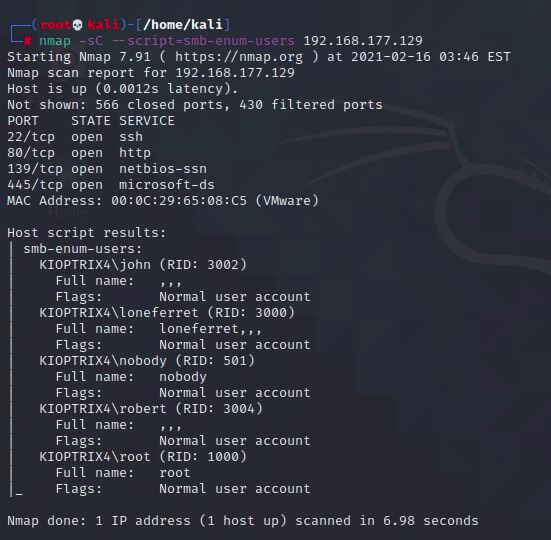 ┌──(root💀kali)-[/home/kali]
└─# nmap -sC --script=smb-enum-users 192.168.177.129
Starting Nmap 7.91 ( https://nmap.org ) at 2021-02-16 03:46 EST
Nmap scan report for 192.168.177.129
Host is up (0.0012s latency).
Not shown: 566 closed ports, 430 filtered ports
PORT    STATE SERVICE
22/tcp  open  ssh
80/tcp  open  http
139/tcp open  netbios-ssn
445/tcp open  microsoft-ds
MAC Address: 00:0C:29:65:08:C5 (VMware)
Home
Host script results:
| smb-enum-users:
|   KIOPTRIX4\john (RID: 3002)
|     Full name:   ,,,
|     Flags:       Normal user account
|   KIOPTRIX4\loneferret (RID: 3000)
|     Full name:   loneferret,,,
|     Flags:       Normal user account
|   KIOPTRIX4\nobody (RID: 501)
|     Full name:   nobody
|     Flags:       Normal user account
|   KIOPTRIX4\robert (RID: 3004)
|     Full name:   ,,,
|     Flags:       Normal user account
|   KIOPTRIX4\root (RID: 1000)
|     Full name:   root
|_    Flags:       Normal user account
Nmap done: 1 IP address (1 host up) scanned in 6.98 seconds